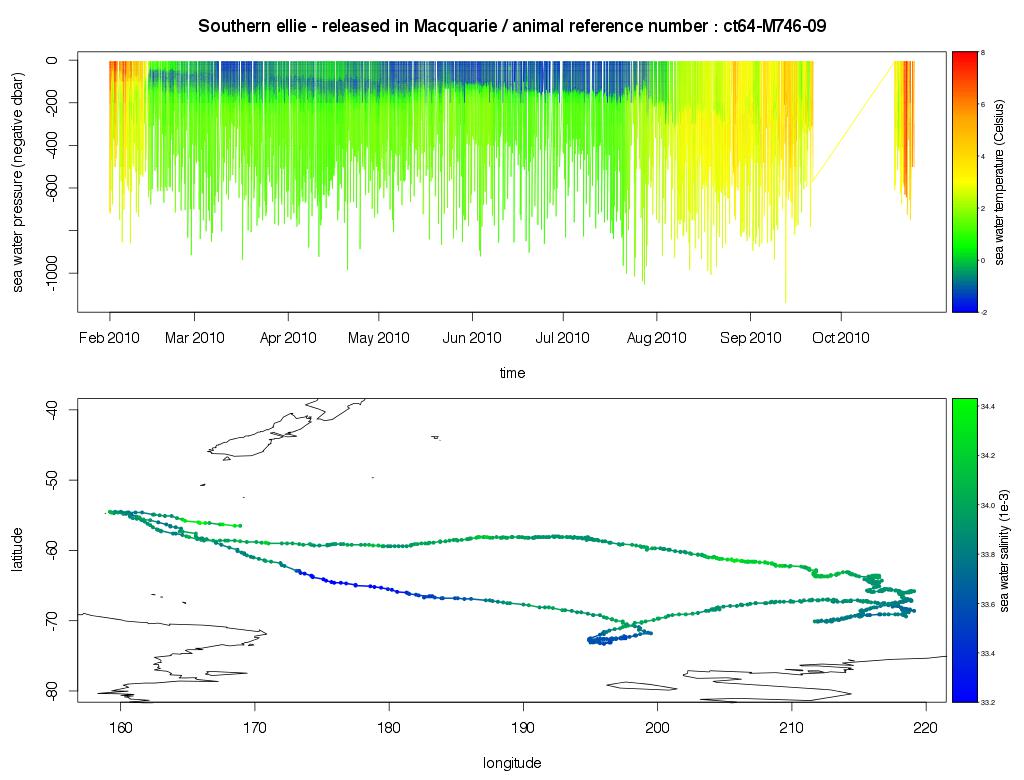 Southern ellie - released in Macquarie / animal reference number : ct64-M746-09
sea water pressure (negative dbar)
0
-200
-400
-600
-1000
Feb 2010 Mar 2010 Apr 2010 May 2010 Jun 2010 Jul 2010 Aug 2010 Sep 2010 Oct 2010
time
8
6
4
2
0
-2
sea water temperature (Celsius)
latitude
-40
-50
-60
-70
-80
160 170 180 190 200 210 220
longitude
34.4
34.2
34.0
33.8
33.6
33.4
33.2
sea water salinity (1e-3)